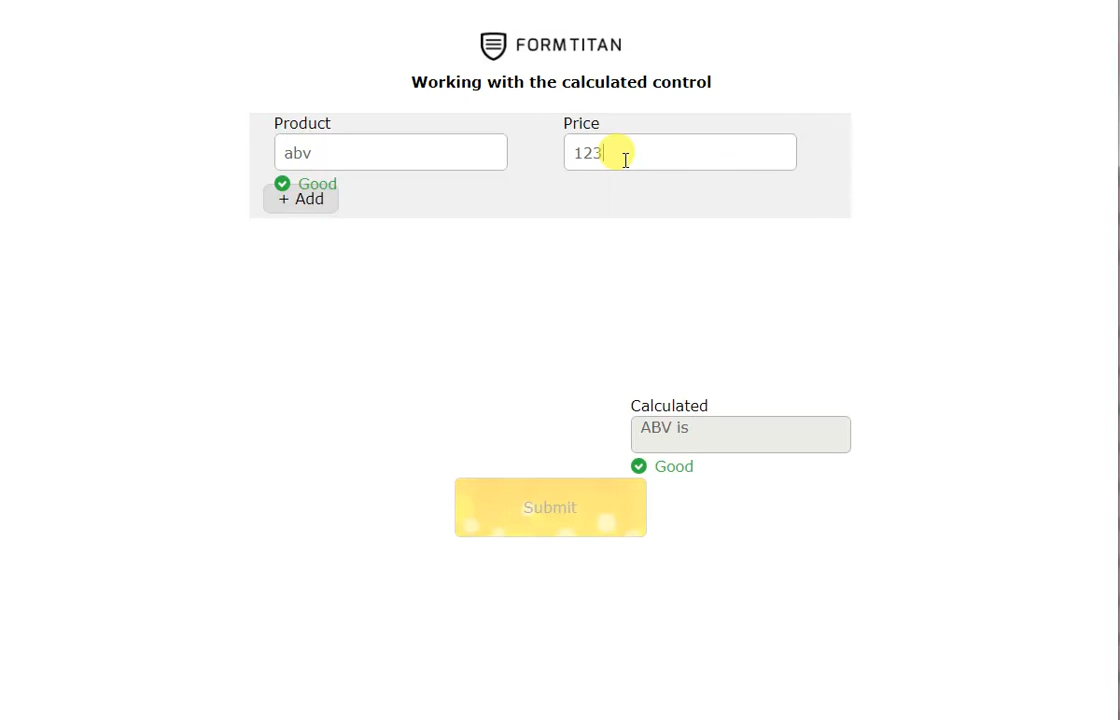 FORMTITAN
Working with the calculated control
Product
Price
abv
123
Good
+ Add
Calculated
ABV is
Good
Submit